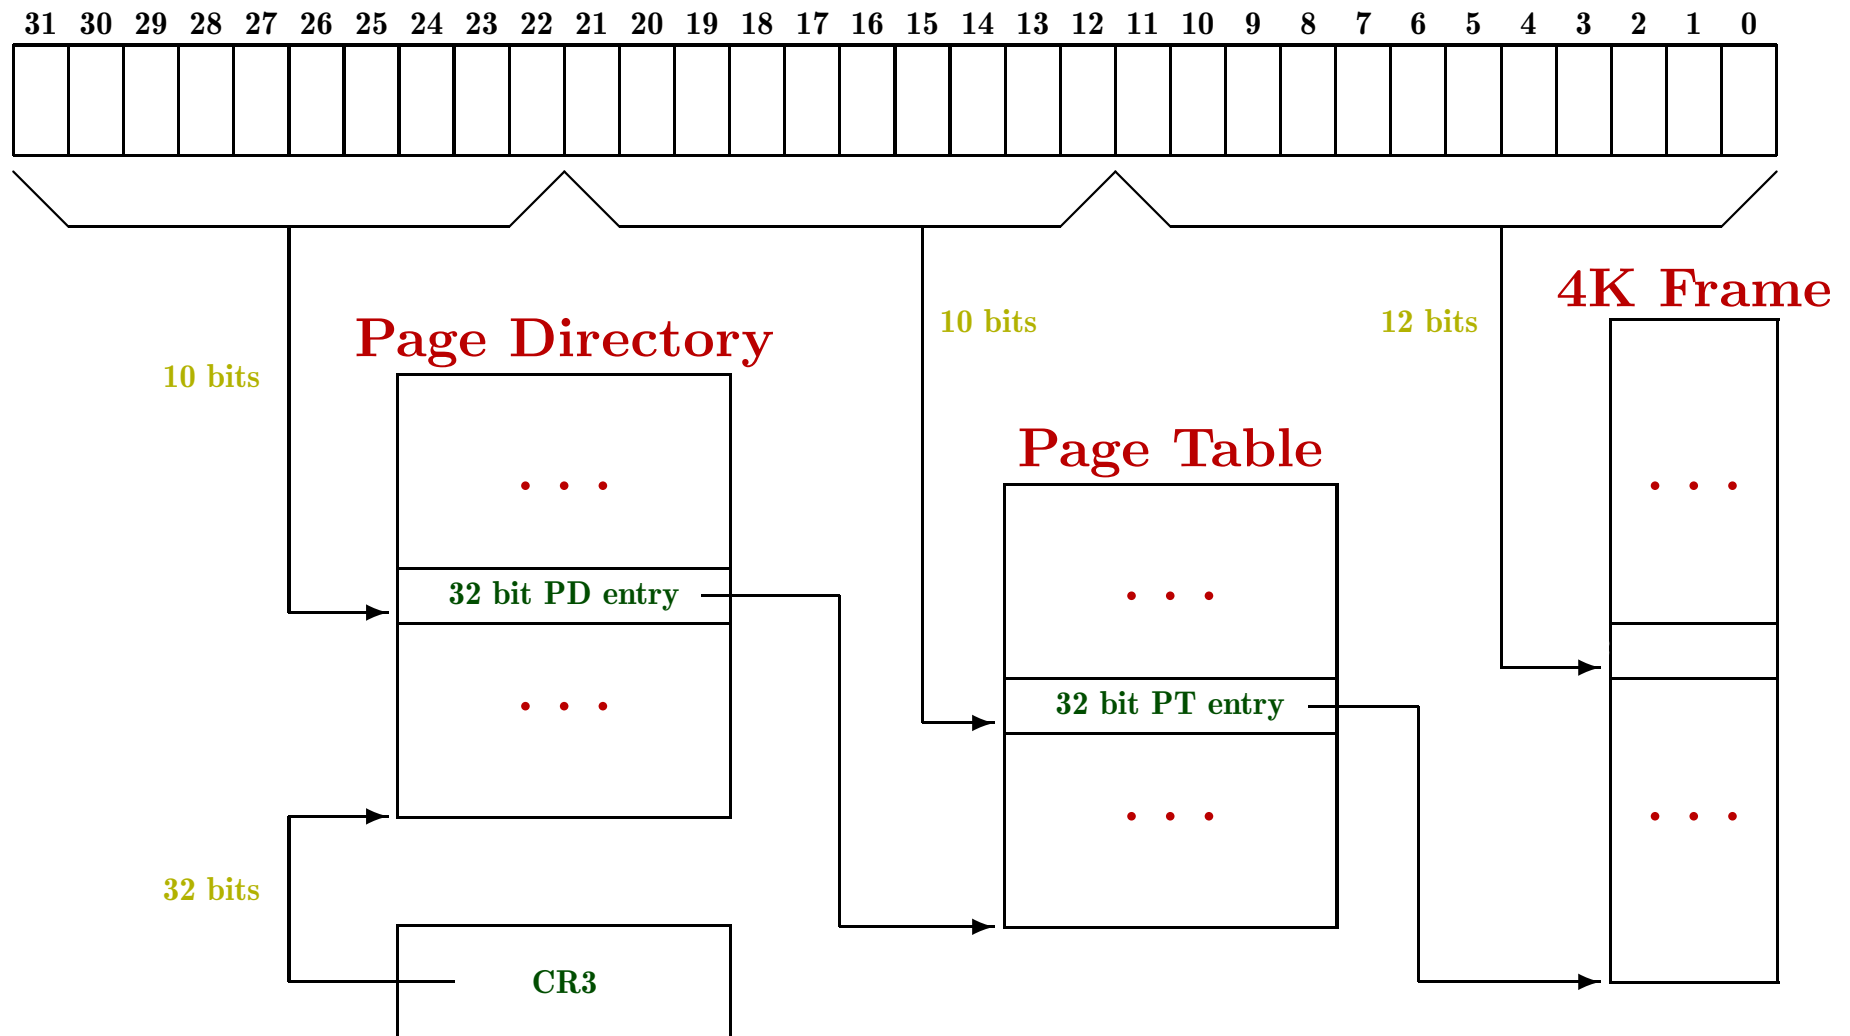 31 30 29 28 27 26 25 24 23 22 21 20 19 18 17 16 15 14 13 12 11 10 9 8 7 6 5 4 3 2 1 0
4K Frame
10 bits
12 bits
Page Directory
10 bits
Page Table
. . .
. . .
32 bit PD entry
. . .
32 bit PT entry
. . .
. . .
. . .
32 bits
CR3